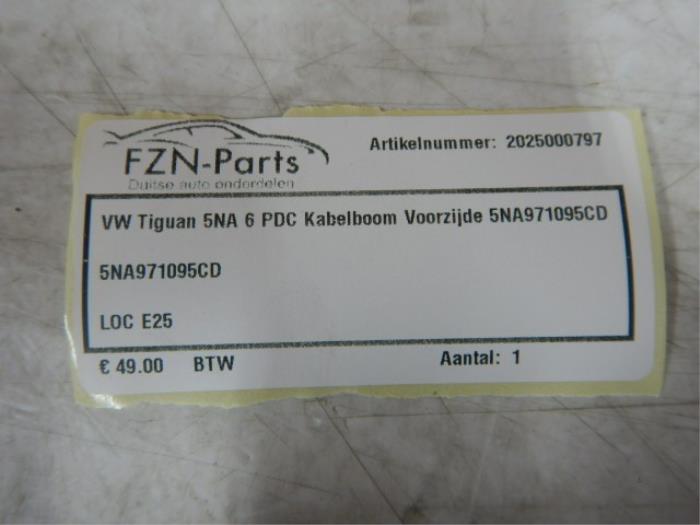 FZN-Parts
Duitse auto onderdelen
Artikelnummer: 2025000797
VW Tiguan 5NA 6 PDC Kabelboom Voorzijde 5NA971095CD
5NA971095CD
LOC E25
€ 49.00 BTW Aantal: 1